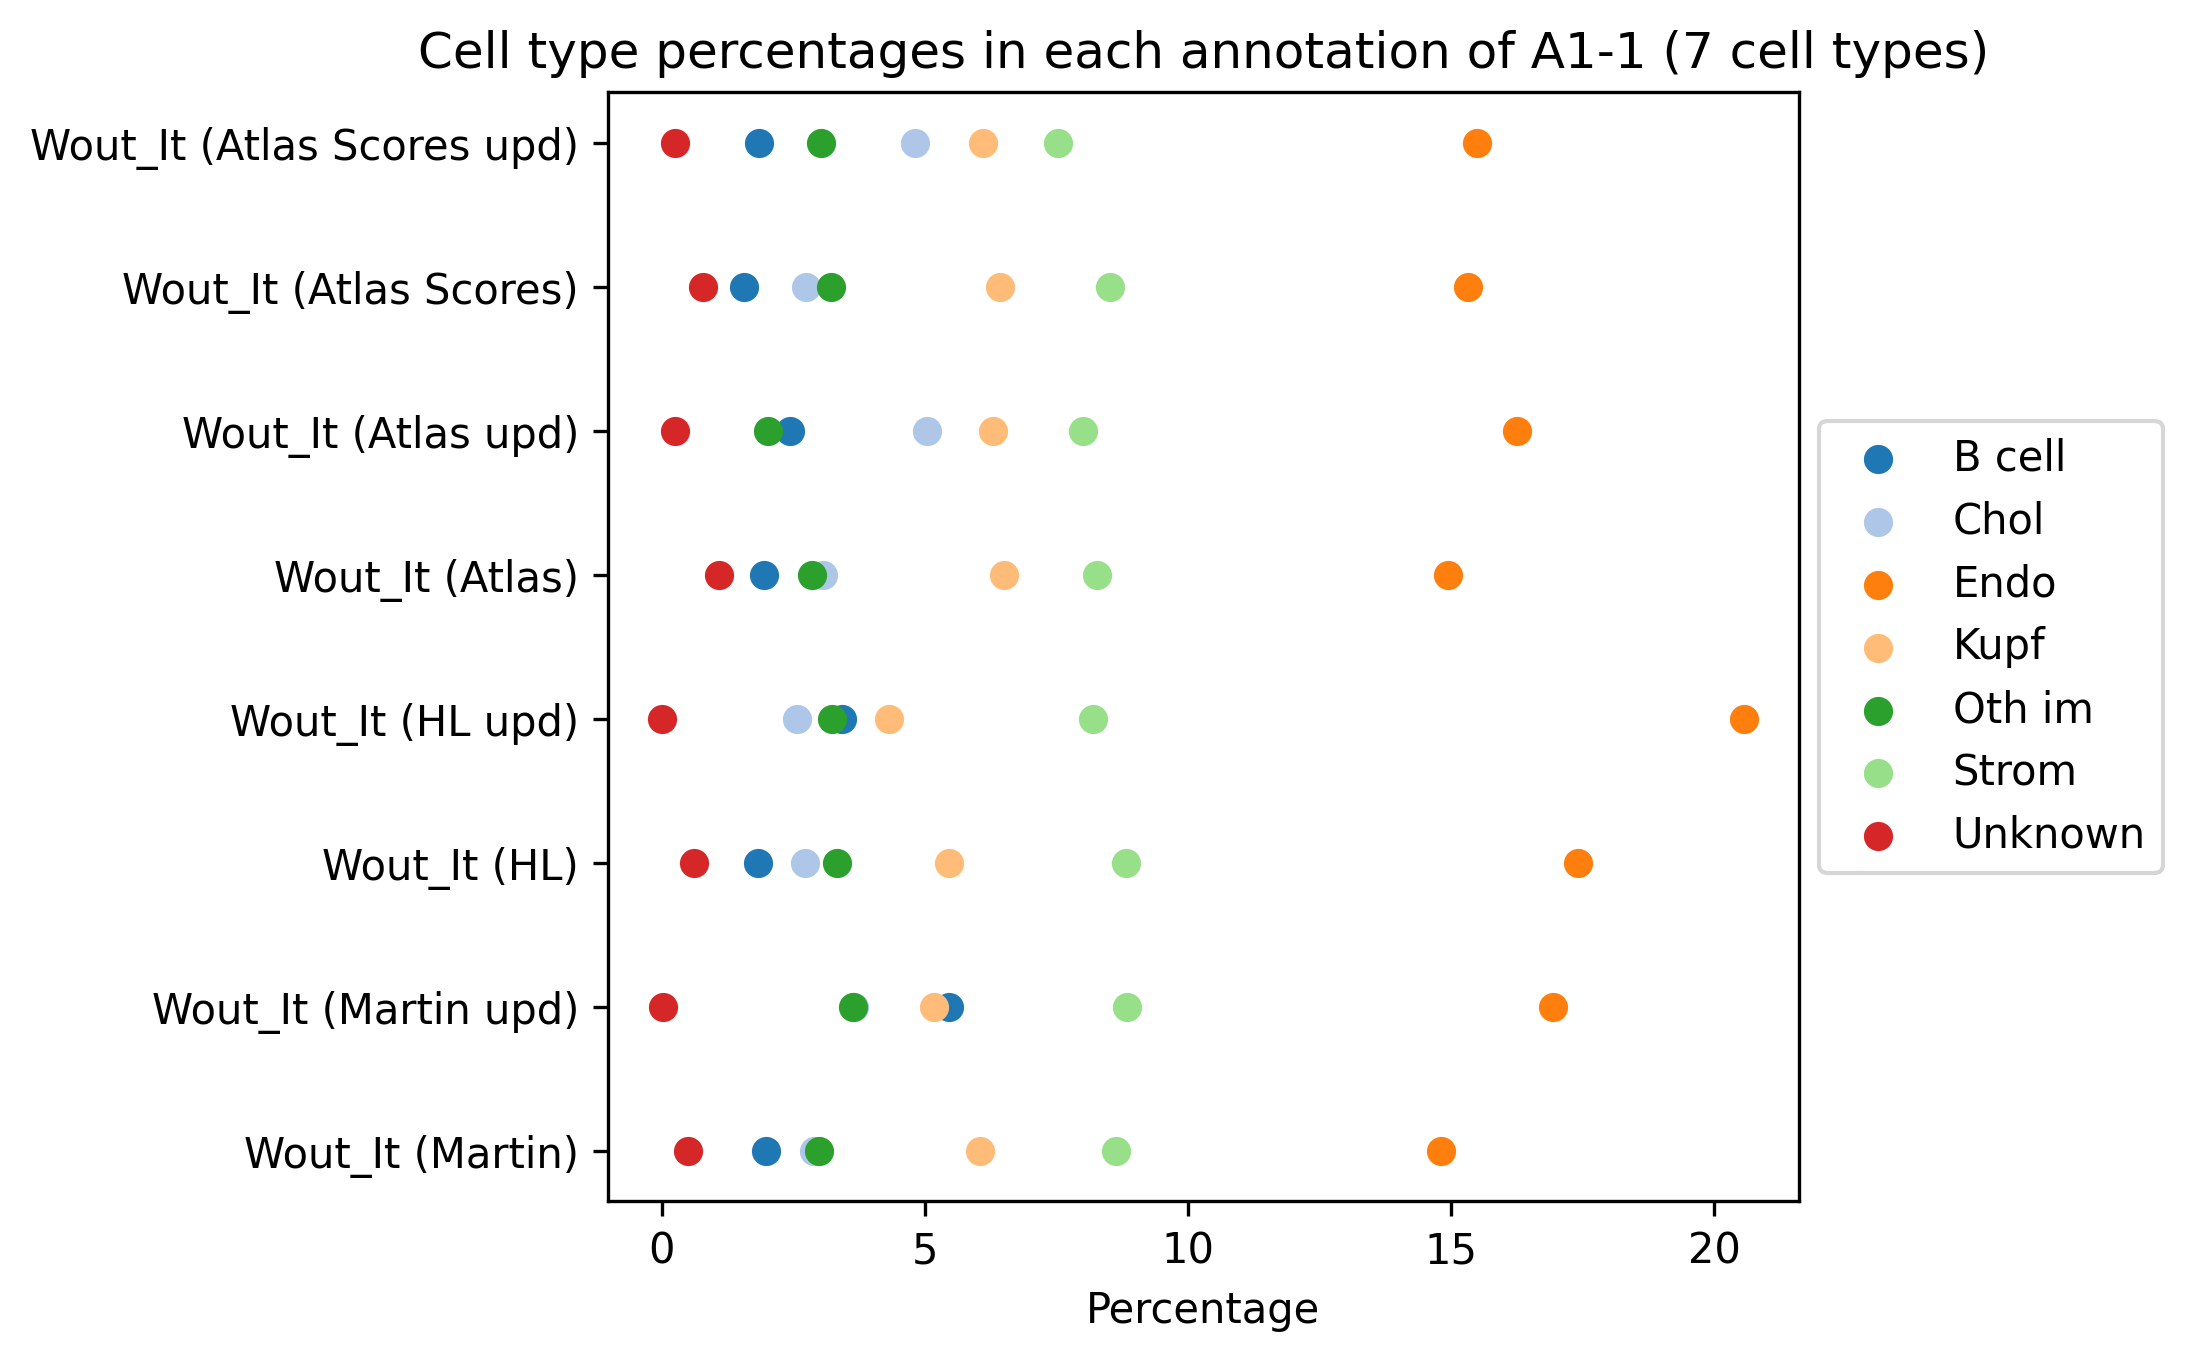 Cell type percentages in each annotation of A1-1 (7 cell types)
Wout_It (Atlas Scores upd)
Wout_It (Atlas Scores)
Wout_It (Atlas upd)
Wout_It (Atlas)
Wout_It (HL upd)
Wout_It (HL)
Wout_It (Martin upd)
Wout_It (Martin)
0 5 10 15 20
Percentage
B cell
Chol
Endo
Kupf
Oth im
Strom
Unknown